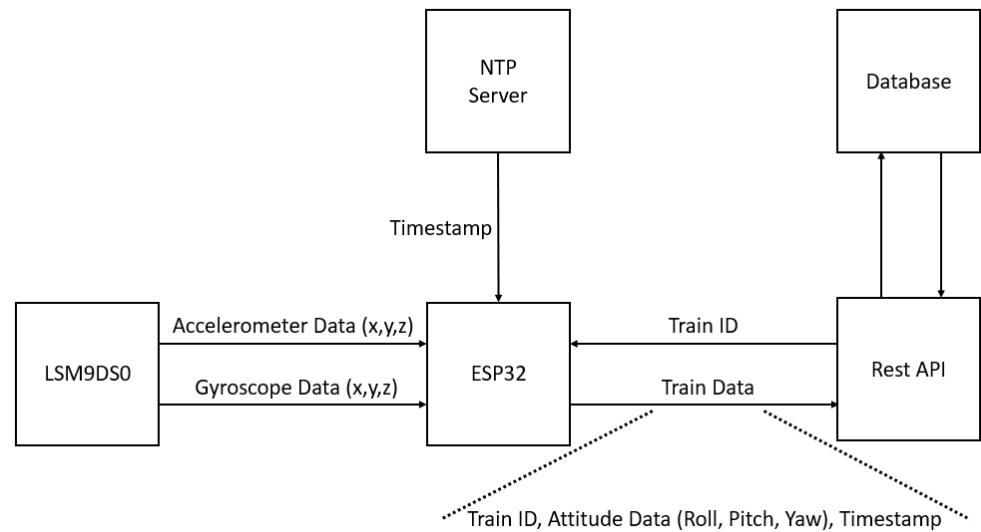 NTP
Server
Database
Timestamp
LSM9DS0
Accelerometer Data (x,y,z)
Gyroscope Data (x,y,z)
ESP32
Train ID
Train Data
Rest API
Train ID, Attitude Data (Roll, Pitch, Yaw), Timestamp